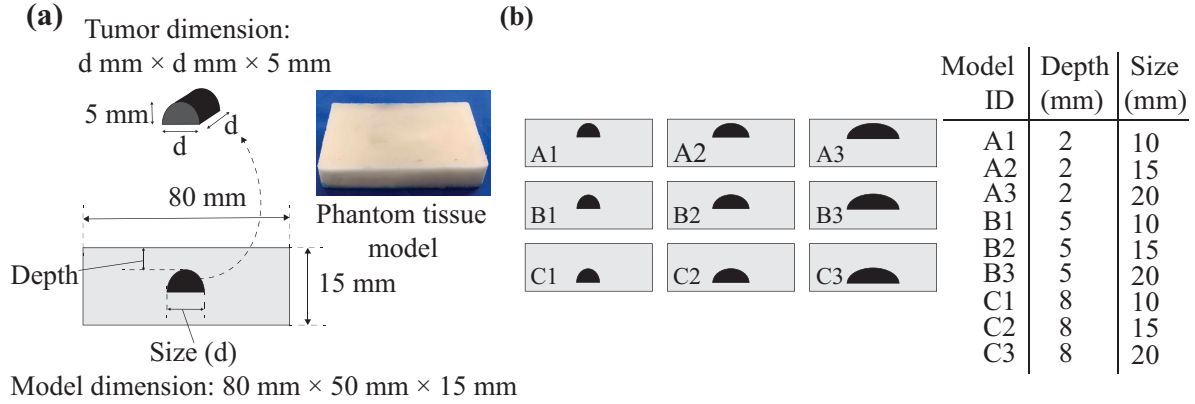 (a)
Tumor dimension:
d mm × d mm × 5 mm
5 mm
d
d
80 mm
Phantom tissue
model
Depth
15 mm
Size (d)
Model dimension: 80 mm × 50 mm × 15 mm
(b)
A1
A2
A3
B1
B2
B3
C1
C2
C3
Model Depth Size
ID (mm) (mm)
A1 2 10
A2 2 15
A3 2 20
B1 5 10
B2 5 15
B3 5 20
C1 8 10
C2 8 15
C3 8 20